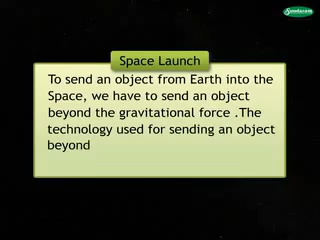 Sundaram
Space Launch
To send an object from Earth into the
Space, we have to send an object
beyond the gravitational force .The
technology used for sending an object
beyond